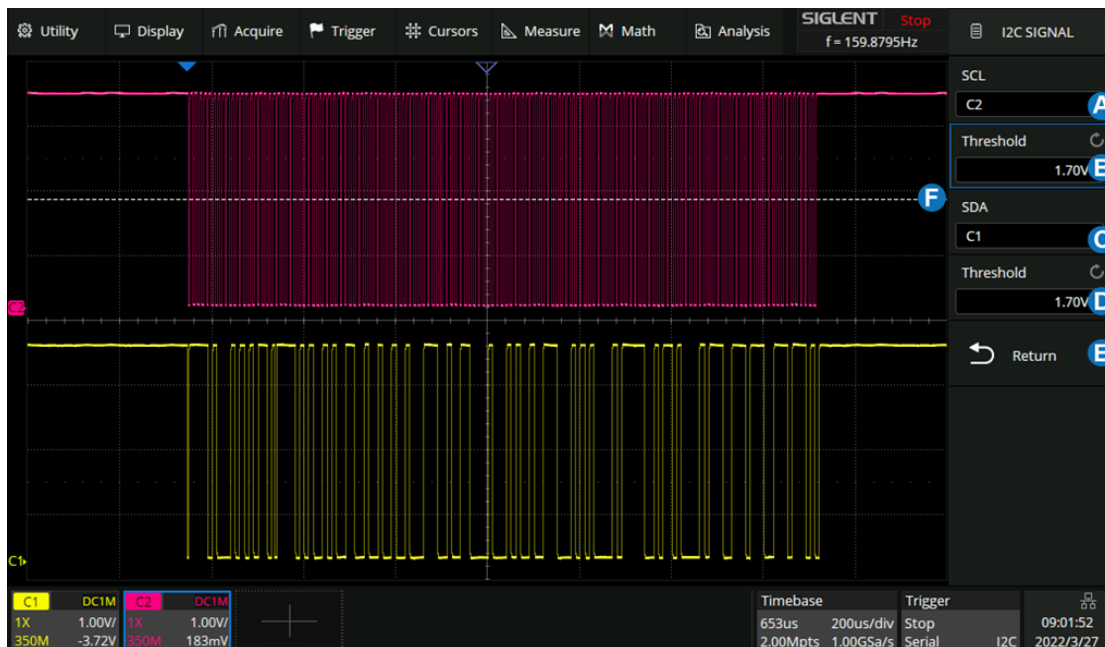 Utility Display Acquire Trigger Cursors Measure Math Analysis
SIGLENT Stop
f = 159.8795Hz
I2C SIGNAL
SCL
C2 A
Threshold
1.70V B
F
SDA
C1 C
Threshold
1.70V D
Return E
C2
C1
C1 DC1M
1X 1.00V/
350M -3.72V
C2 DC1M
1X 1.00V/
350M 183mV
Timebase
653us 200us/div
2.00Mpts 1.00GSa/s
Trigger
Stop
Serial I2C
09:01:52
2022/3/27